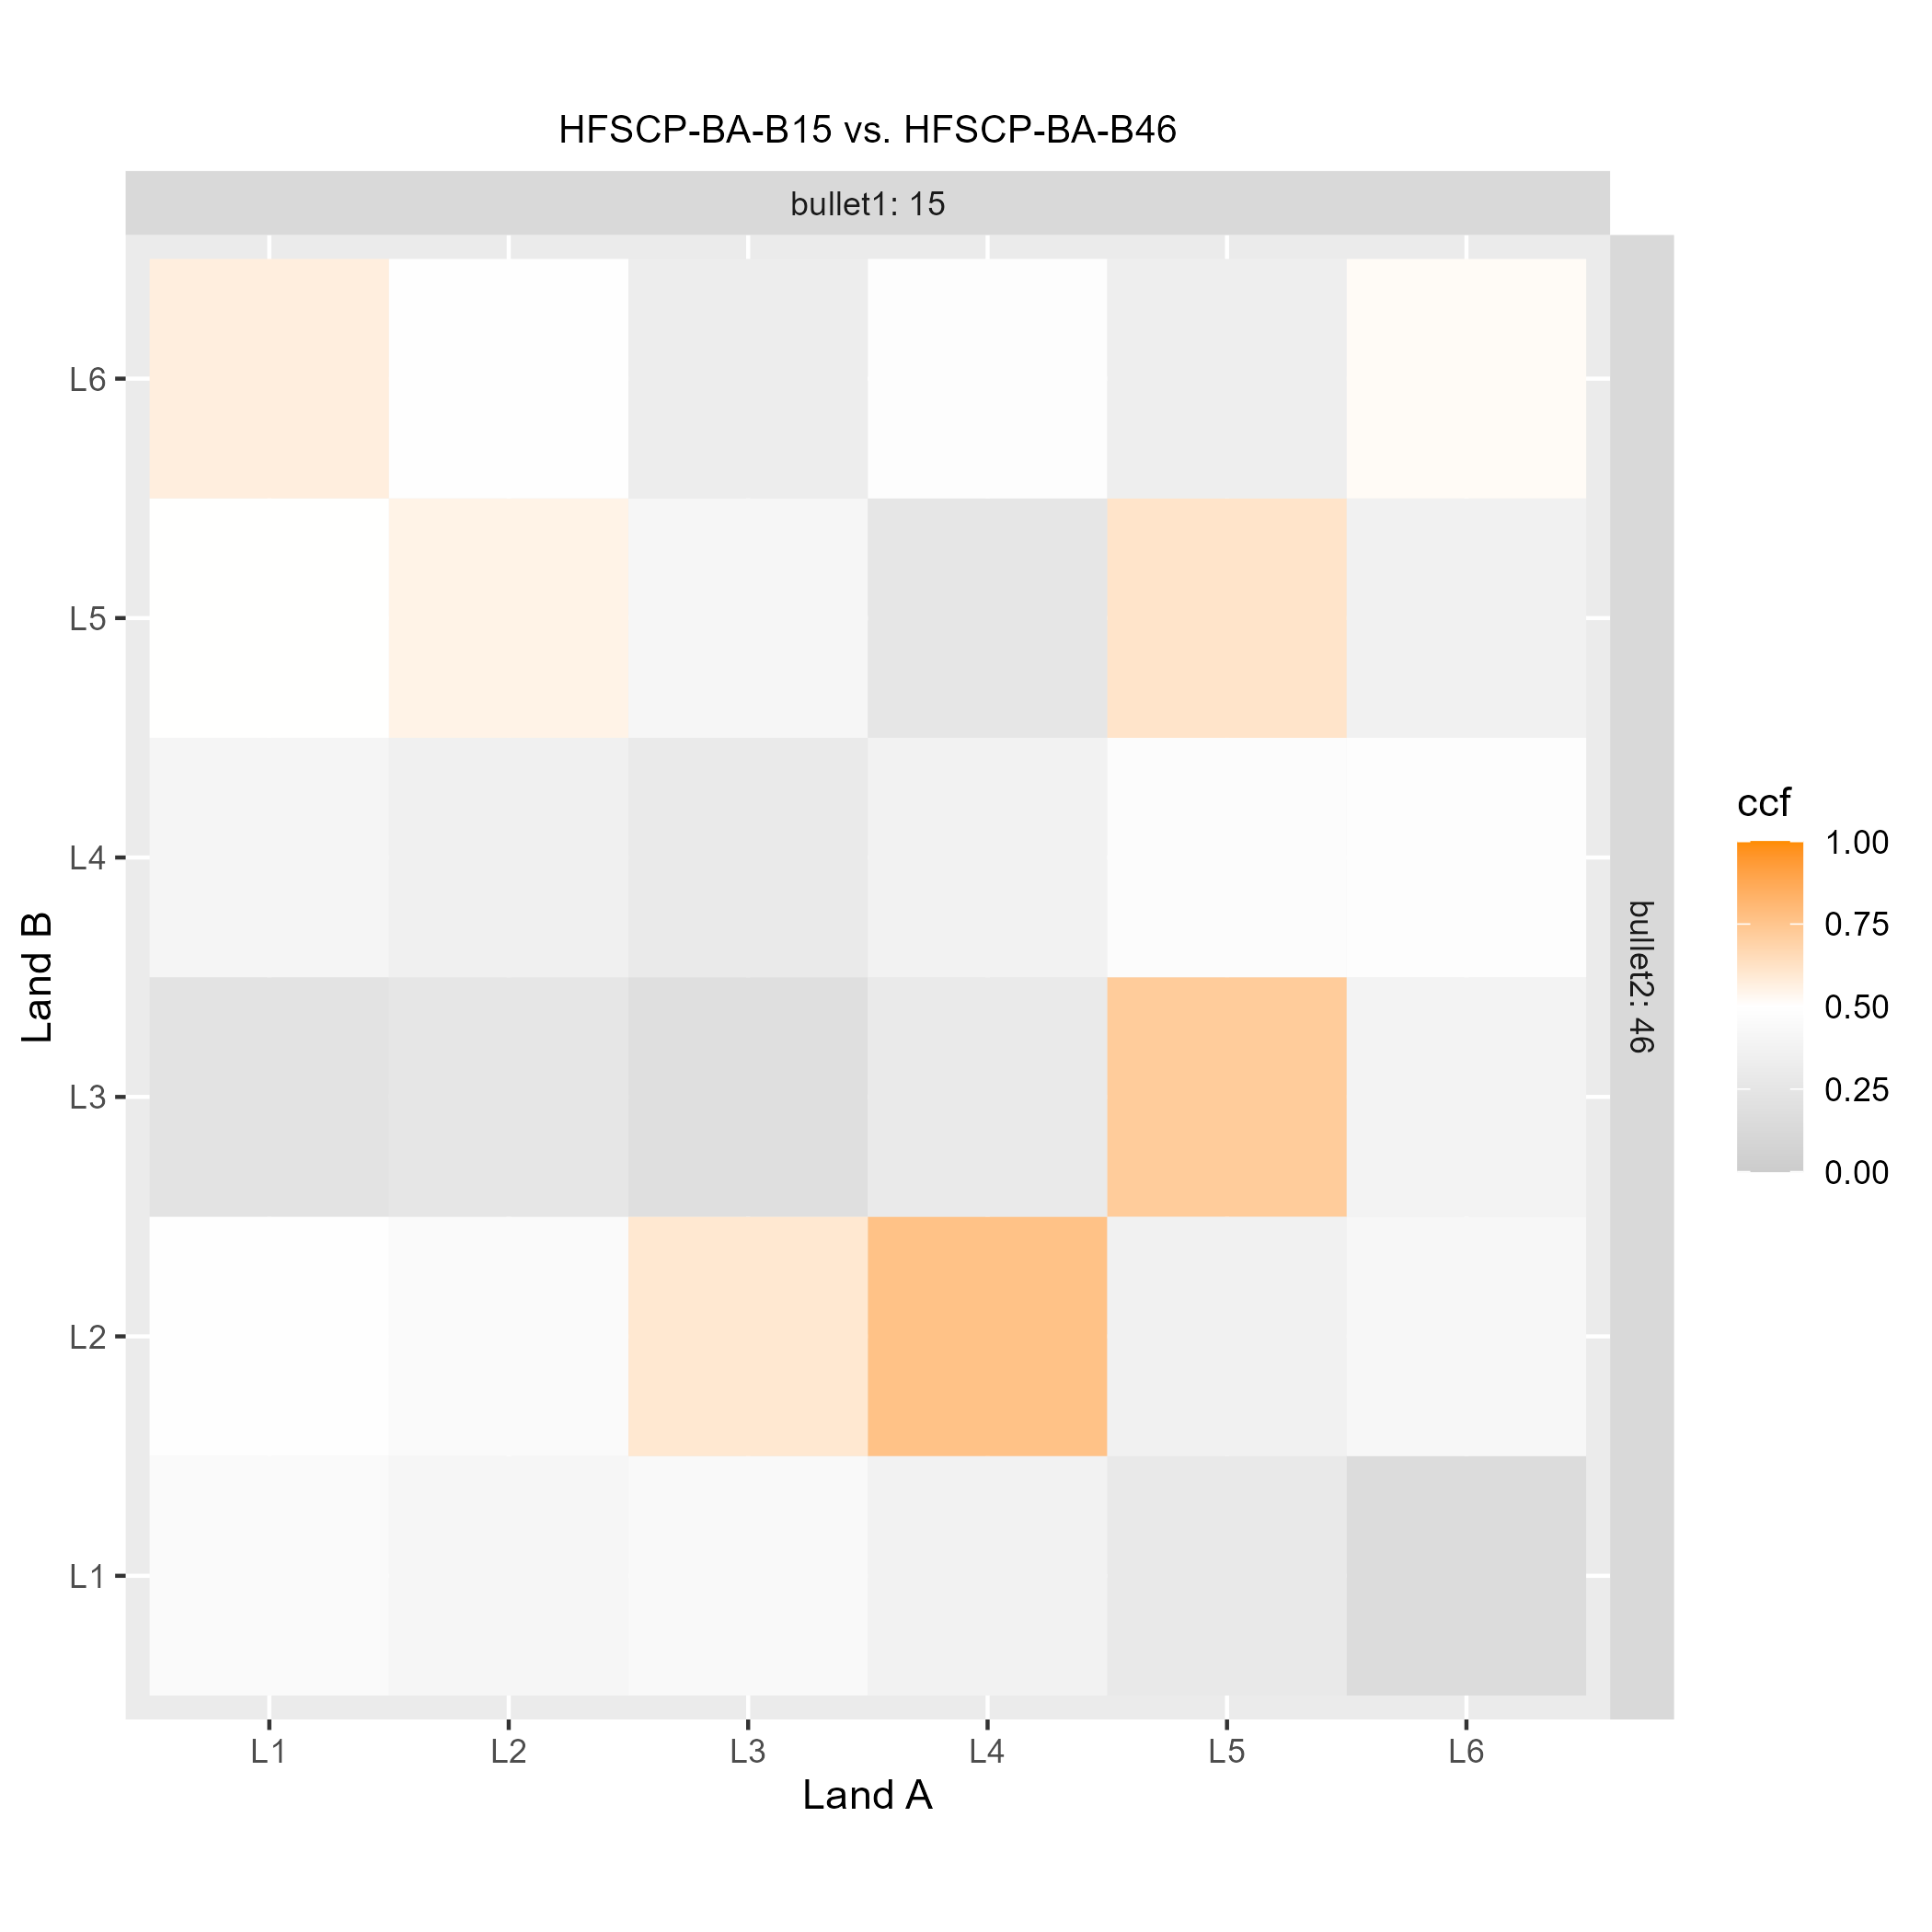 HFSCP-BA-B15 vs. HFSCP-BA-B46
bullet1: 15
L6
L5
L4
L3
L2
L1
Land B
bullet2: 46
L1 L2 L3 L4 L5 L6
Land A
ccf
1.00
0.75
0.50
0.25
0.00